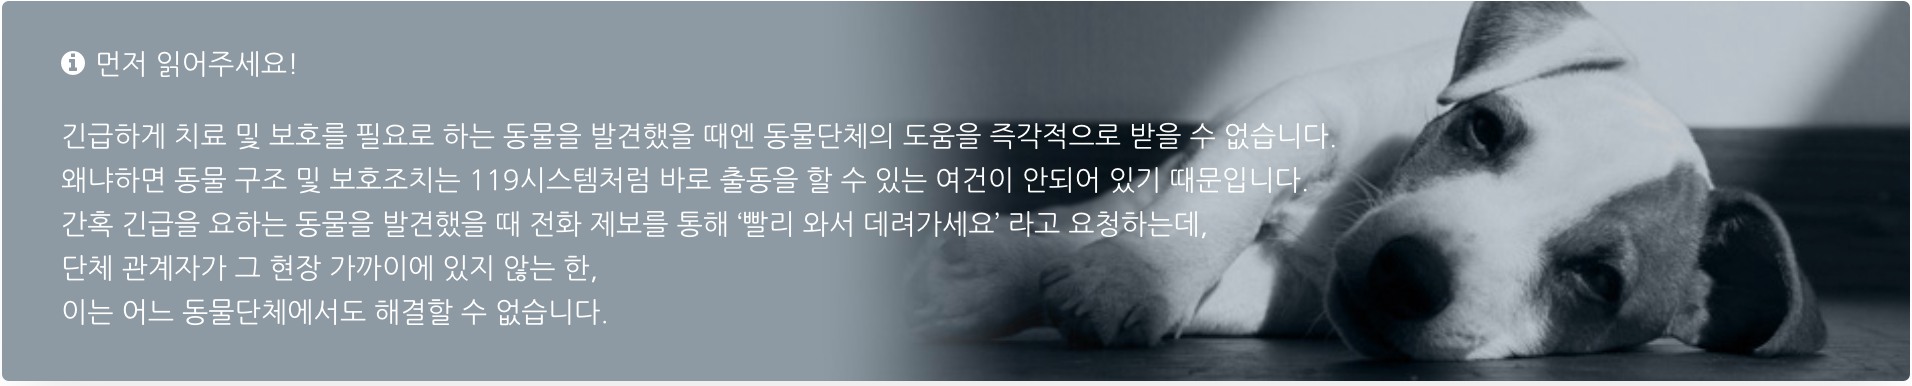 먼저 읽어주세요!
긴급하게 치료 및 보호를 필요로 하는 동물을 발견했을 때엔 동물단체의 도움을 즉각적으로 받을 수 없습니다.
왜냐하면 동물 구조 및 보호조치는 119시스템처럼 바로 출동을 할 수 있는 여건이 안되어 있기 때문입니다.
간혹 긴급을 요하는 동물을 발견했을 때 전화 제보를 통해 ‘빨리 와서 데려가세요’ 라고 요청하는데,
단체 관계자가 그 현장 가까이에 있지 않는 한,
이는 어느 동물단체에서도 해결할 수 없습니다.